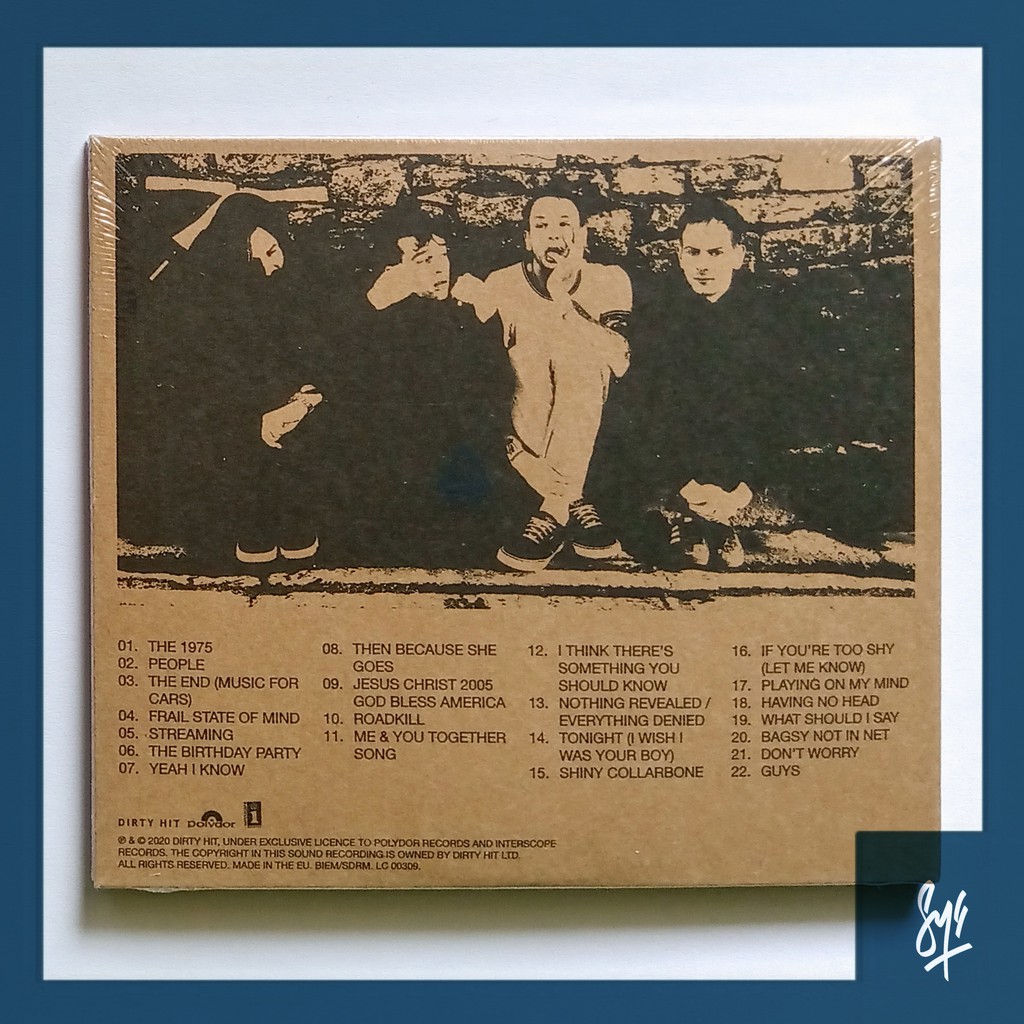 01. THE 1975
02. PEOPLE
03. THE END (MUSIC FOR
CARS)
04. FRAIL STATE OF MIND
05. STREAMING
06. THE BIRTHDAY PARTY
07. YEAH I KNOW
08. THEN BECAUSE SHE
GOES
09. JESUS CHRIST 2005
GOD BLESS AMERICA
10. ROADKILL
11. ME & YOU TOGETHER
SONG
12. I THINK THERE'S
SOMETHING YOU
SHOULD KNOW
13. NOTHING REVEALED /
EVERYTHING DENIED
14. TONIGHT (I WISH I
WAS YOUR BOY)
15. SHINY COLLARBONE
16. IF YOU'RE TOO SHY
(LET ME KNOW)
17. PLAYING ON MY MIND
18. HAVING NO HEAD
19. WHAT SHOULD I SAY
20. BAGSY NOT IN NET
21. DON'T WORRY
22. GUYS
DIRTY HIT Polydor i
℗ & © 2020 DIRTY HIT, UNDER EXCLUSIVE LICENCE TO POLYDOR RECORDS AND INTERSCOPE
RECORDS. THE COPYRIGHT IN THIS SOUND RECORDING IS OWNED BY DIRTY HIT LTD.
ALL RIGHTS RESERVED. MADE IN THE EU. BIEM/SDRM. LC 00309.